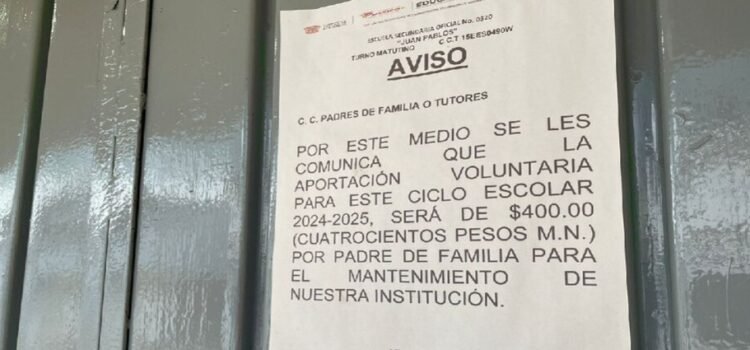 ESCUELA SECUNDARIA OFICIAL No. 0520
"JUAN PABLOS"
TURNO MATUTINO C C.T 15EES0490W
AVISO
C. C. PADRES DE FAMILIA O TUTORES
POR ESTE MEDIO SE LES
COMUNICA QUE LA
APORTACIÓN VOLUNTARIA
PARA ESTE CICLO ESCOLAR
2024-2025, SERÁ DE $400.00
(CUATROCIENTOS PESOS M.N.)
POR PADRE DE FAMILIA PARA
EL MANTENIMIENTO DE
NUESTRA INSTITUCIÓN.